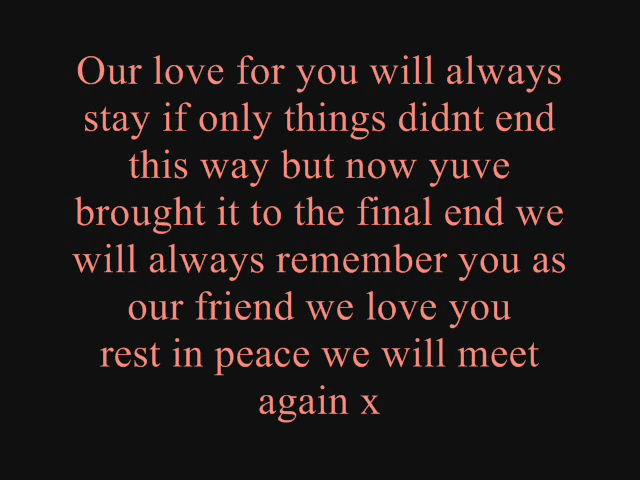 Our love for you will always
stay if only things didnt end
this way but now yuve
brought it to the final end we
will always remember you as
our friend we love you
rest in peace we will meet
again x